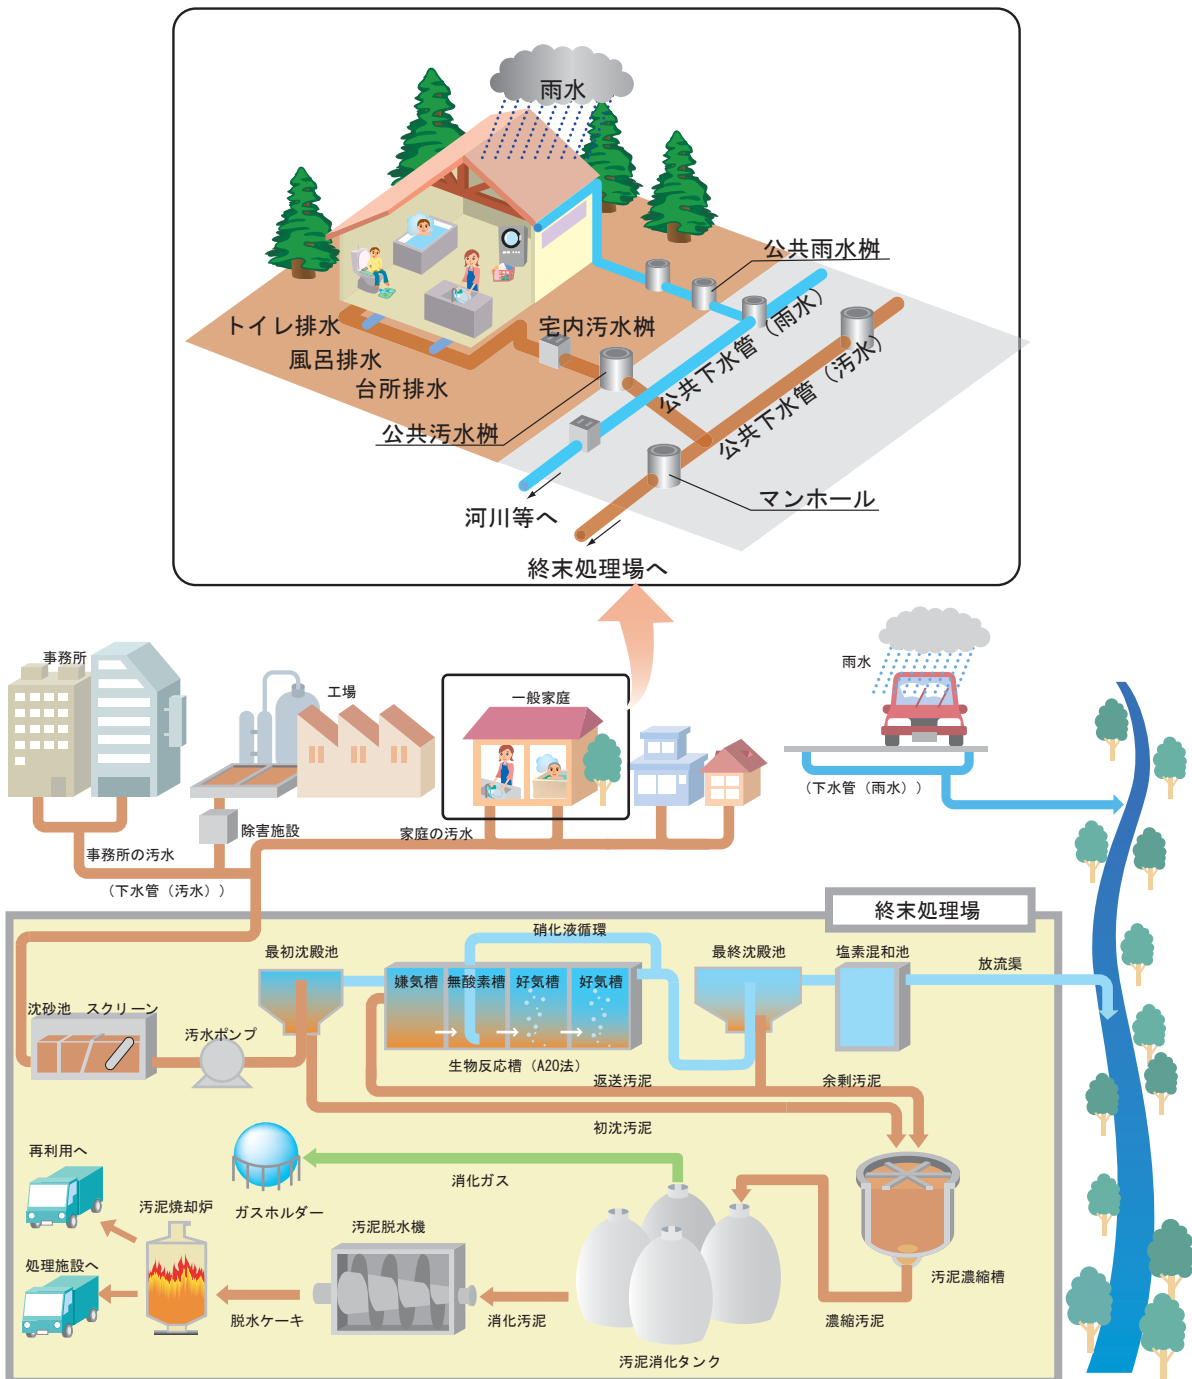 雨水
公共雨水桝
トイレ排水
宅内汚水桝
風呂排水
台所排水
公共下水管（雨水）
公共下水管（汚水）
公共汚水桝
マンホール
河川等へ
終末処理場へ
事務所
工場
一般家庭
雨水
（下水管（雨水））
除害施設
家庭の汚水
事務所の汚水
（下水管（汚水））
終末処理場
硝化液循環
最初沈殿池
最終沈殿池
塩素混和池
放流渠
嫌気槽
無酸素槽
好気槽
好気槽
沈砂池
スクリーン
汚水ポンプ
生物反応槽（A2O法）
返送汚泥
余剰汚泥
初沈汚泥
再利用へ
消化ガス
ガスホルダー
汚泥焼却炉
汚泥脱水機
処理施設へ
汚泥濃縮槽
脱水ケーキ
消化汚泥
濃縮汚泥
汚泥消化タンク